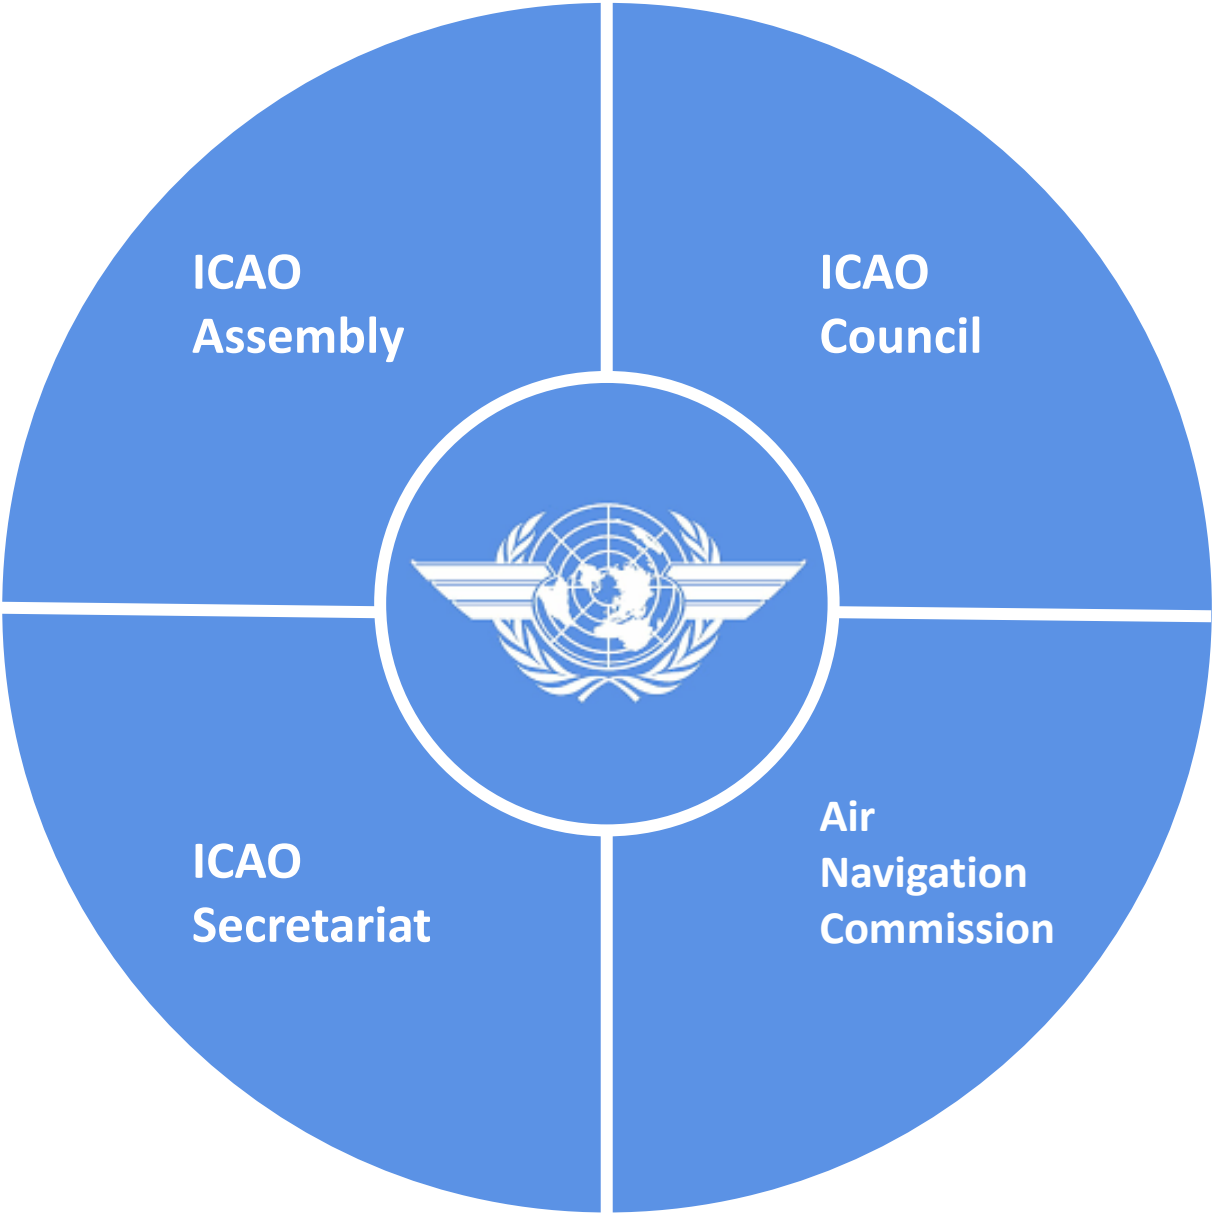 ICAO
Assembly
ICAO
Council
ICAO
Secretariat
Air
Navigation
Commission